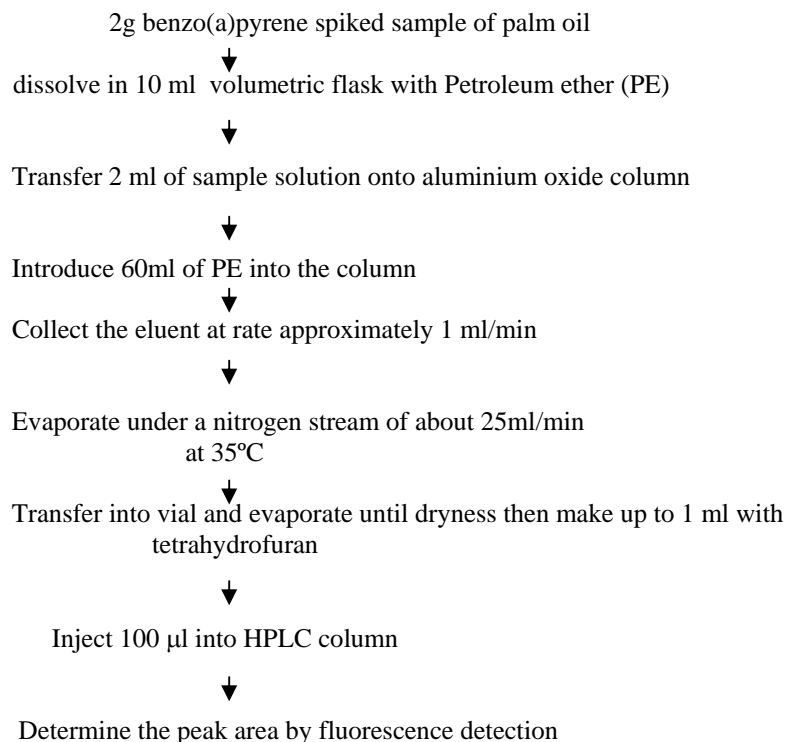 2g benzo(a)pyrene spiked sample of palm oil
dissolve in 10 ml volumetric flask with Petroleum ether (PE)
Transfer 2 ml of sample solution onto aluminium oxide column
Introduce 60ml of PE into the column
Collect the eluent at rate approximately 1 ml/min
Evaporate under a nitrogen stream of about 25ml/min
at 35ºC
Transfer into vial and evaporate until dryness then make up to 1 ml with
tetrahydrofuran
Inject 100 μl into HPLC column
Determine the peak area by fluorescence detection